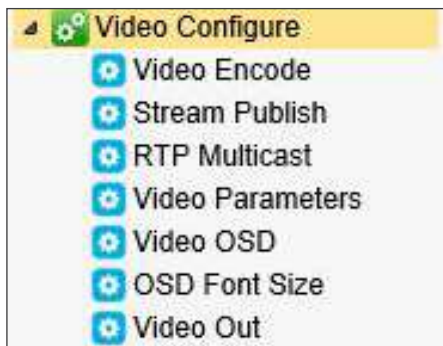 Video Configure
Video Encode
Stream Publish
RTP Multicast
Video Parameters
Video OSD
OSD Font Size
Video Out